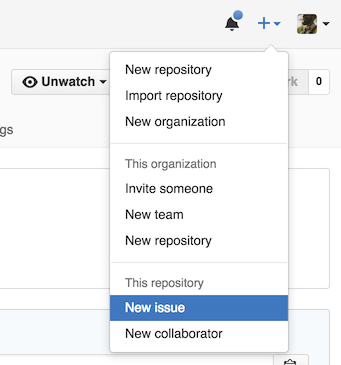 New repository
Import repository
New organization
Unwatch
rk
0
gs
This organization
Invite someone
New team
New repository
This repository
New issue
New collaborator